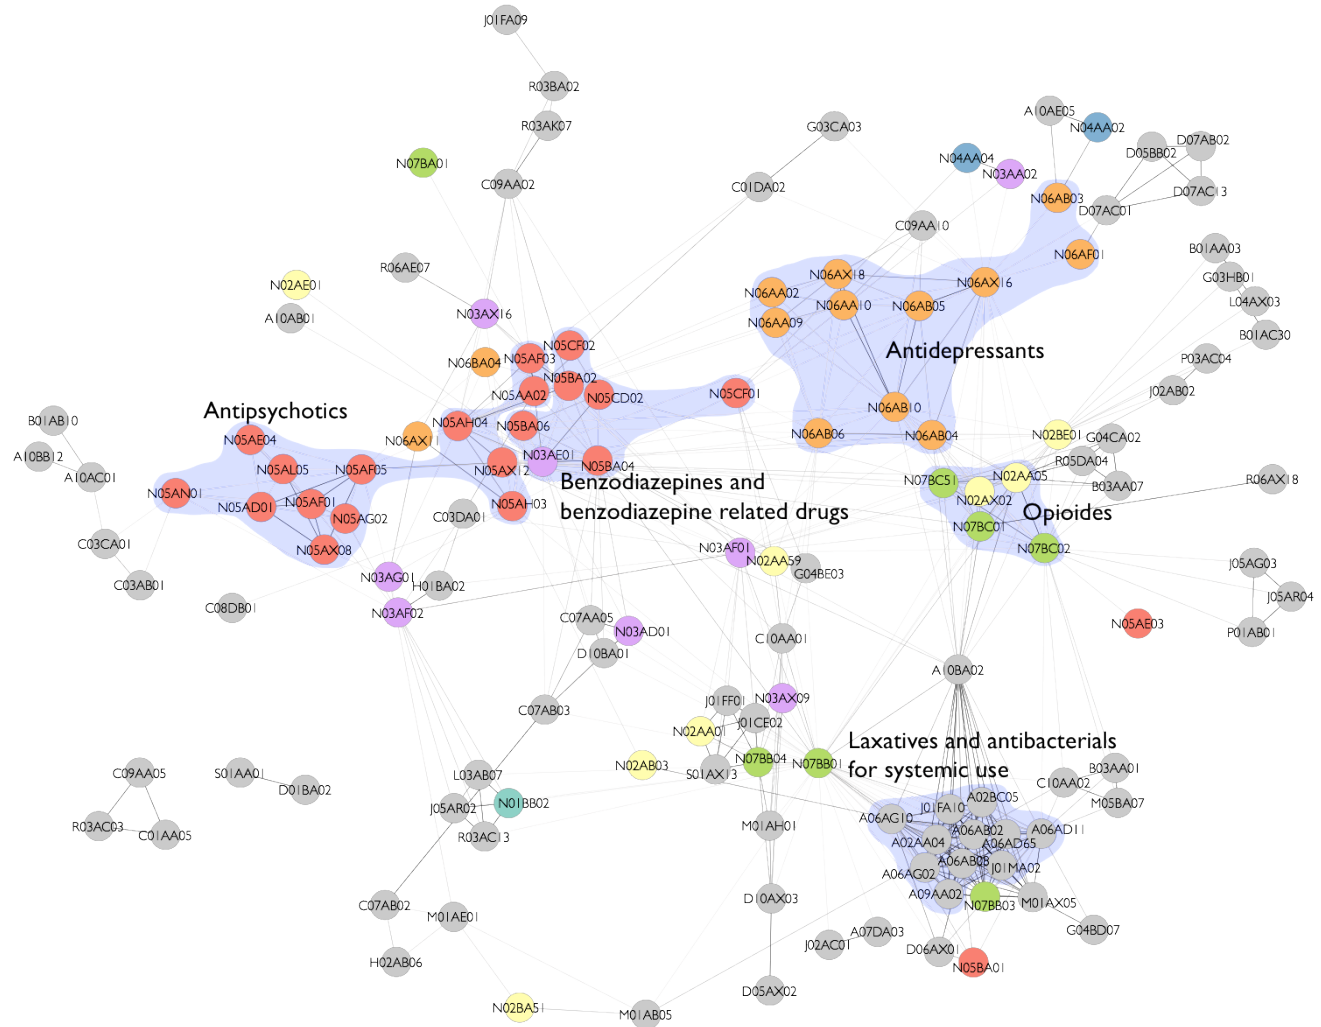 J01FA09
R03BA02
A10AE05
R03AK07
G03CA03
N04AA02
D07AB02
D05BB02
N07BA01
N04AA04
N03AA02
C09AA02
C01DA02
D07AC13
N06AB03
D07AC01
C09AA10
B01AA03
R06AE07
N06AF01
N02AE01
N06AX18
G03HB01
N06AX16
N06AA02
N06AA10
N06AB05
L04AX03
A10AB01
N03AX16
N06AA09
B01AC30
N05CF02
Antidepressants
N06BA04
N05AF03
P03AC04
N05BA02
N05AA02
N05CD02
N05CF01
J02AB02
Antipsychotics
N06AB10
B01AB10
N05AH04
N05BA06
N06AB06
N06AB04
N02BE01
G04CA02
N05AE04
N06AX11
A10BB12
N03AE01
R05DA04
N05AL05
N05AF05
N05AX12
N05BA04
A10AC01
N02AA05
R06AX18
Benzodiazepines and
N07BC51
B03AA07
N05AN01
N02AX02
N05AF01
N05AH03
N05AD01
benzodiazepine related drugs
Opioides
N05AG02
C03DA01
N07BC01
C03CA01
N05AX08
N03AF01
N07BC02
N02AA59
J05AG03
G04BE03
N03AG01
C03AB01
H01BA02
J05AR04
C08DB01
N03AF02
C07AA05
N05AE03
N03AD01
P01AB01
C10AA01
D10BA01
A10BA02
N03AX09
J01FF01
C07AB03
J01CE02
N02AA01
Laxatives and antibacterials
N07BB04
N07BB01
N02AB03
for systemic use
B03AA01
C09AA05
S01AA01
L03AB07
S01AX13
C10AA02
D01BA02
A02BC05
N01BB02
J05AR02
J01FA10
M05BA07
A06AG10
R03AC03
M01AH01
A06AB02
A06AD11
C01AA05
R03AC13
A02AA04
A06AD65
A06AB08
J01MA02
A06AG02
A09AA02
D10AX03
N07BB03
M01AX05
C07AB02
M01AE01
G04BD07
A07DA03
J02AC01
D06AX01
H02AB06
N05BA01
D05AX02
N02BA51
M01AB05